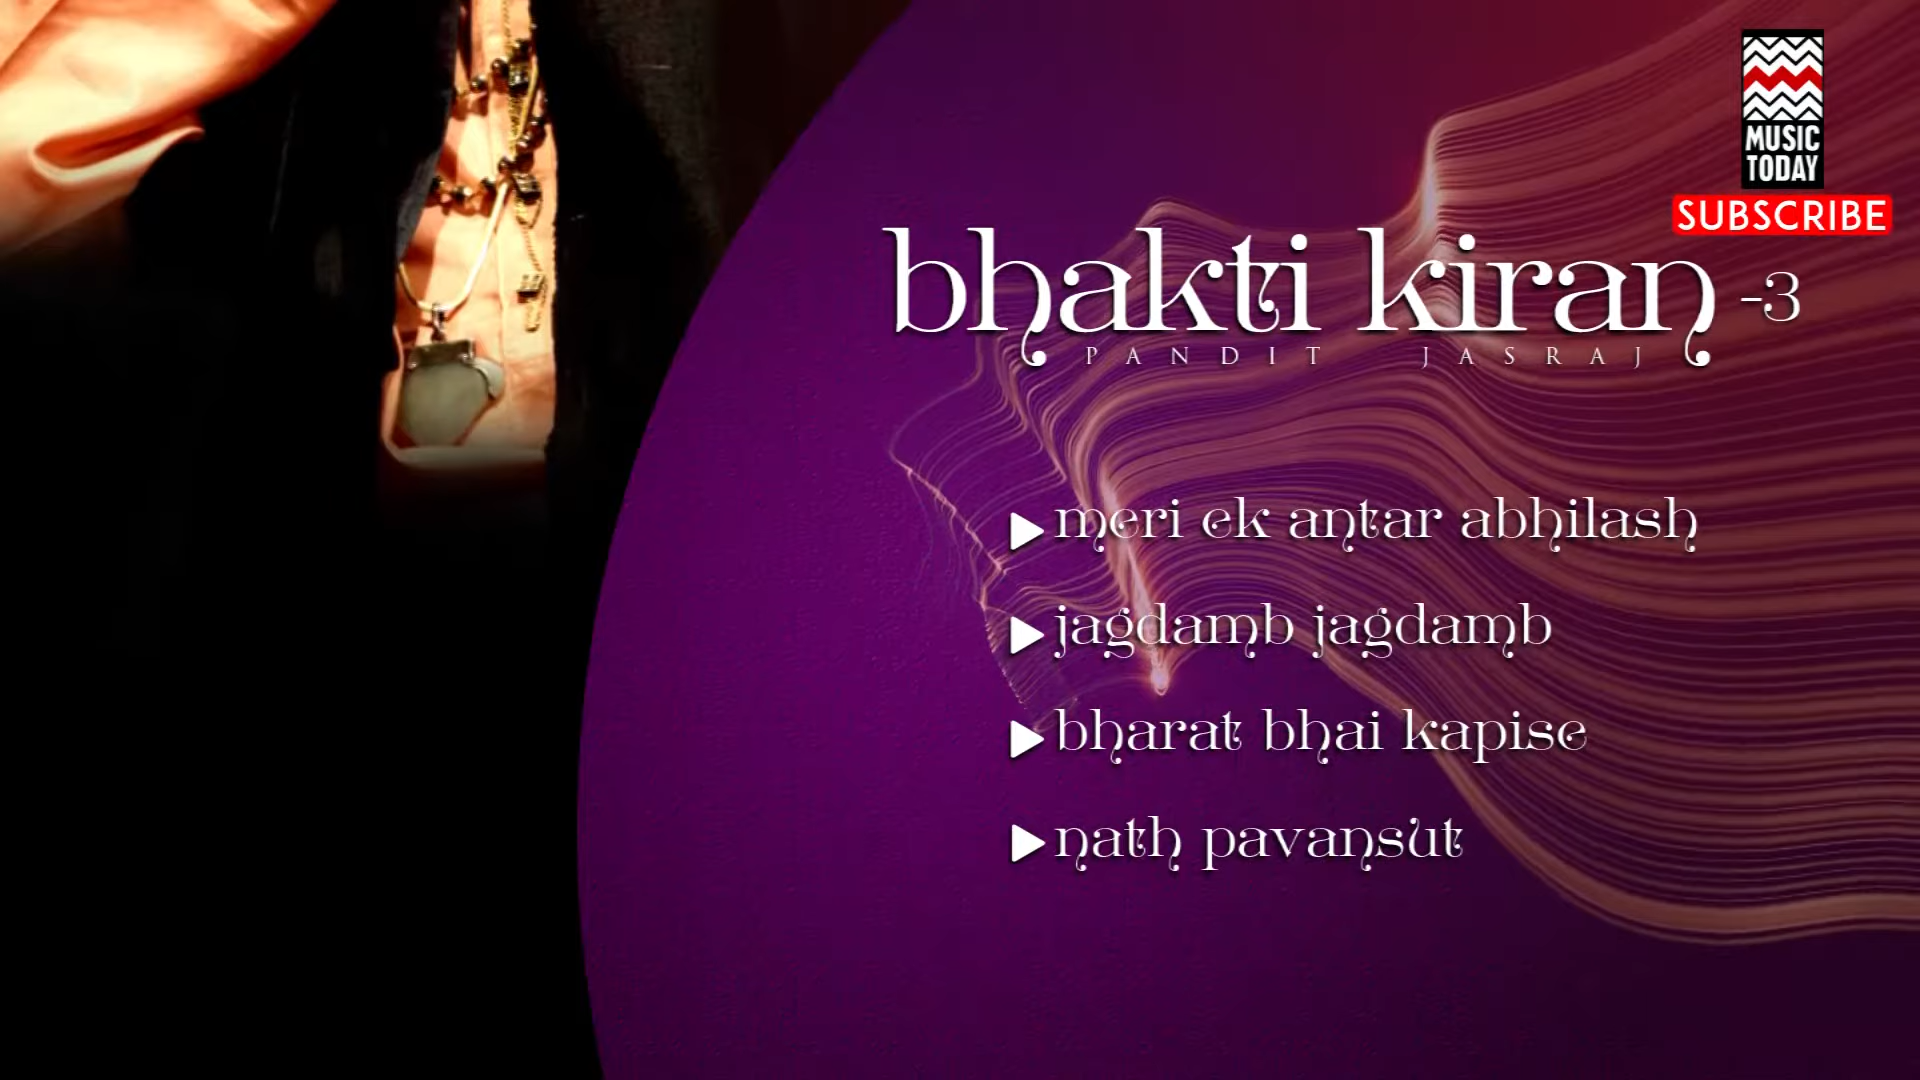 MUSIC
TODAY
SUBSCRIBE
bhakti kiran -3
PANDIT JASRAJ
meri ek antar abhilash
jagdamb jagdamb
bharat bhai kapise
nath pavansut